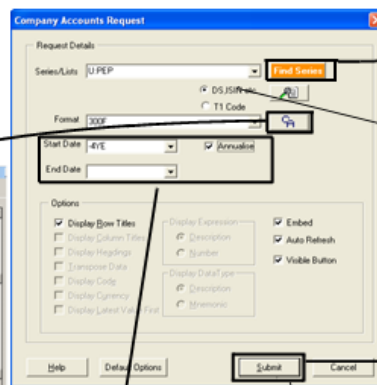 Company Accounts Request
Request Details
Series/Lists U:PEP Find Series
DS,ISIN etc
T1 Code
Format 300F
Start Date -4YE Annualise
End Date
Options
Display Row Titles Display Expression Embed
Display Column Titles Description Auto Refresh
Display Headings Number Visible Button
Transpose Data
Display Code Display DataType
Display Currency Description
Display Latest Value First Mnemonic
Help Default Options Submit Cancel